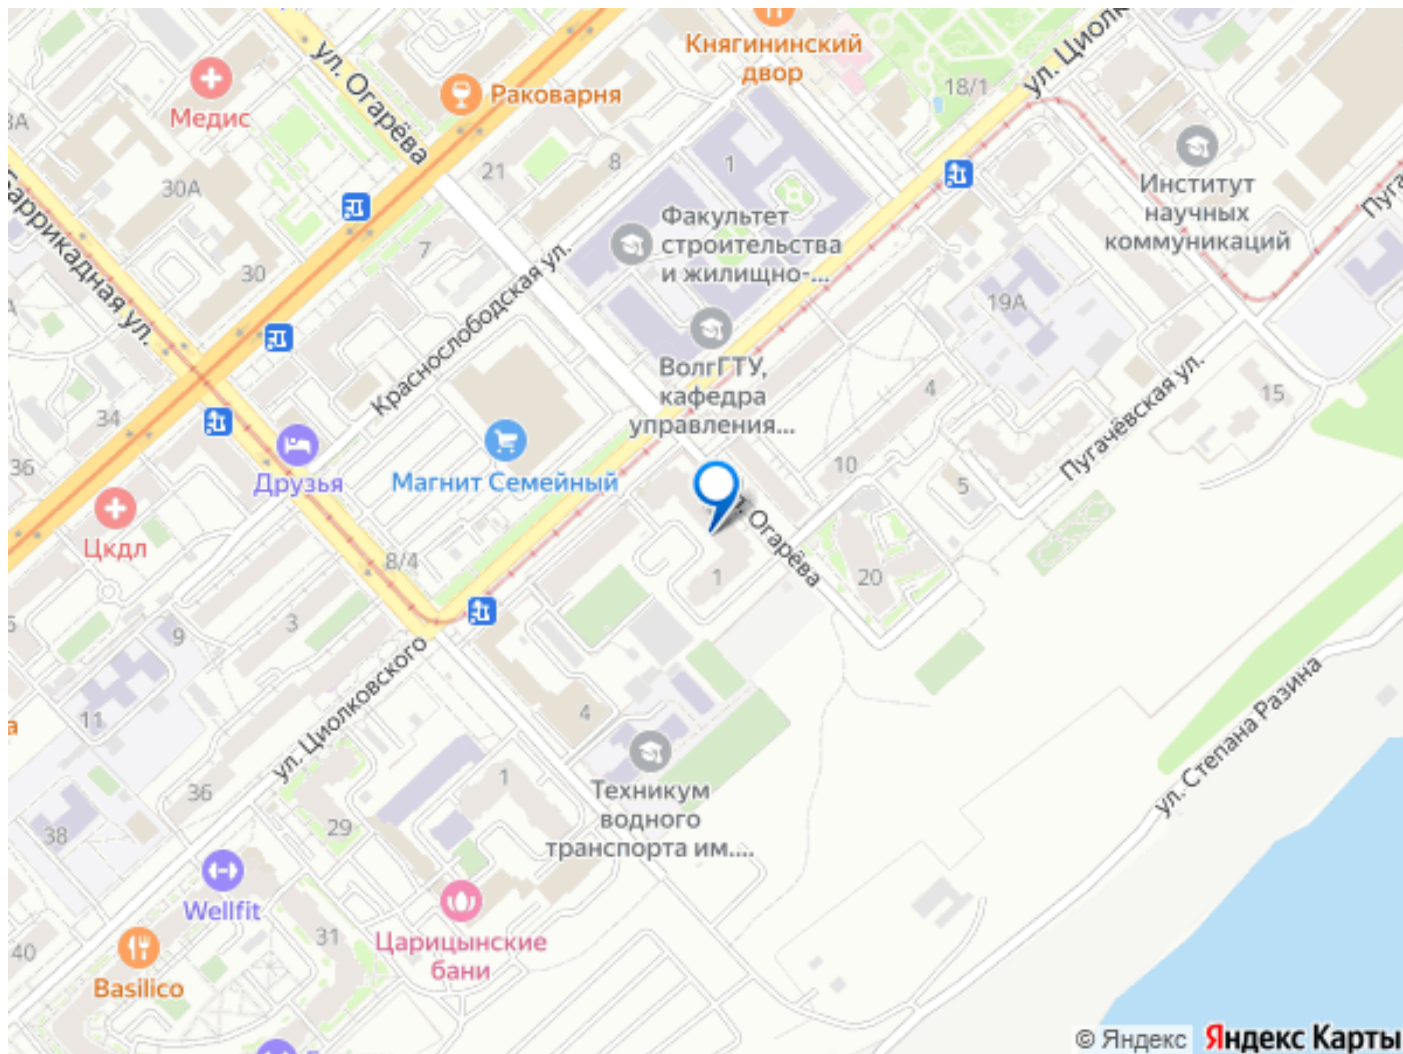 Княгининский
двор
ул. Циолк
18/1
ул. Огарёва
Медис
Раковарня
30А
21
8
1
Институт
научных
коммуникаций
Пуга
Баррикадная ул.
Факультет
строительства
и жилищно-...
7
30
Краснослободская ул.
19А
ВолгГТУ,
кафедра
управления...
4
15
Пугачёвская ул.
34
36
Друзья
Магнит Семейный
10
5
Цкдл
8/4
ул. Огарёва
1
20
3
9
ул. Циолковского
11
4
ул. Степана Разина
1
Техникум
водного
транспорта им....
36
38
29
Wellfit
31
Царицынские
бани
40
Basilico
© Яндекс Яндекс Карты